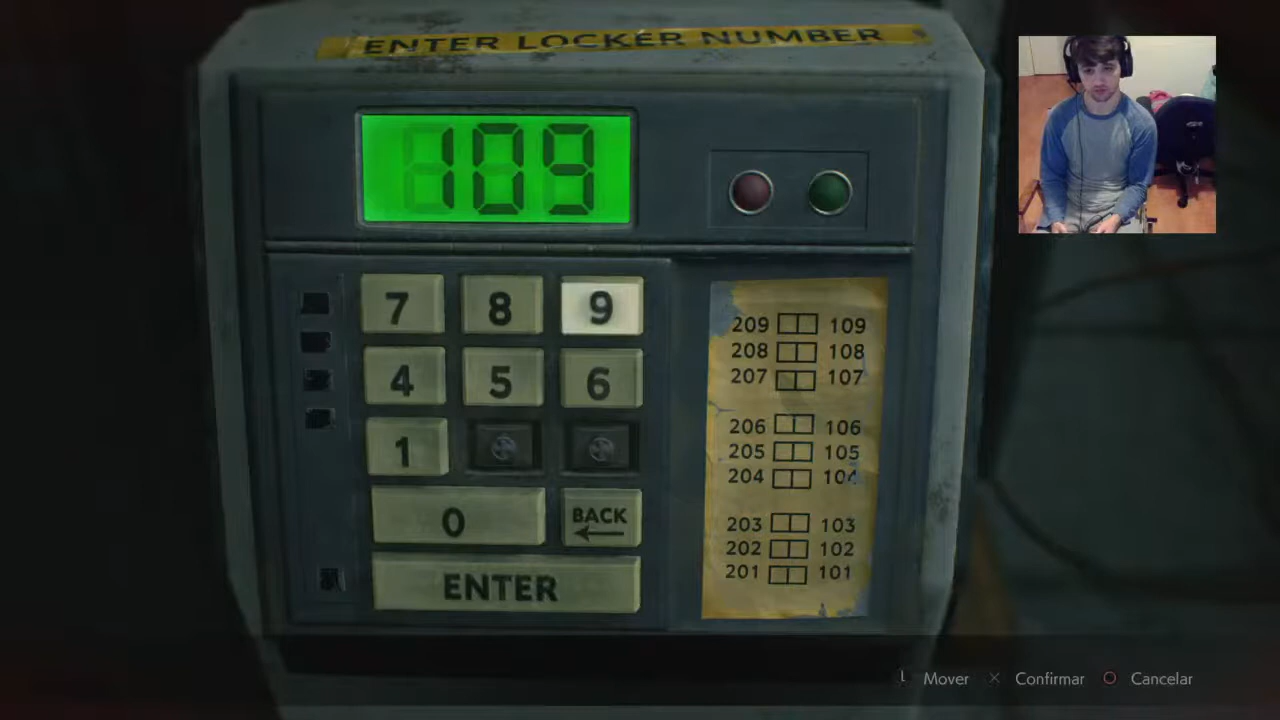 ENTER LOCKER NUMBER
109
7 8 9
4 5 6
1
0 BACK
ENTER
209 109
208 108
207 107
206 106
205 105
204 104
203 103
202 102
201 101
L Mover Confirmar Cancelar